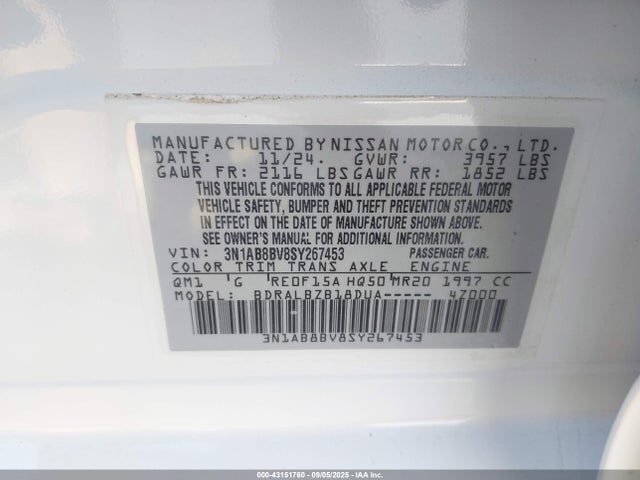 MANUFACTURED BY NISSAN MOTOR CO., LTD.
DATE: 11/24. GVWR: 3957 LBS
GAWR FR: 2116 LBS GAWR RR: 1852 LBS
THIS VEHICLE CONFORMS TO ALL APPLICABLE FEDERAL MOTOR
VEHICLE SAFETY, BUMPER AND THEFT PREVENTION STANDARDS
IN EFFECT ON THE DATE OF MANUFACTURE SHOWN ABOVE.
SEE OWNER'S MANUAL FOR ADDITIONAL INFORMATION.
VIN: 3N1AB8BV8SY267453 PASSENGER CAR.
COLOR TRIM TRANS AXLE ENGINE
QM1 G RE0F15A HQ50 MR20 1997 CC
MODEL: BDRALBZB18DUA----- 4Z000
3N1AB8BV8SY267453
000-43151760 - 09/05/2025 - IAA Inc.